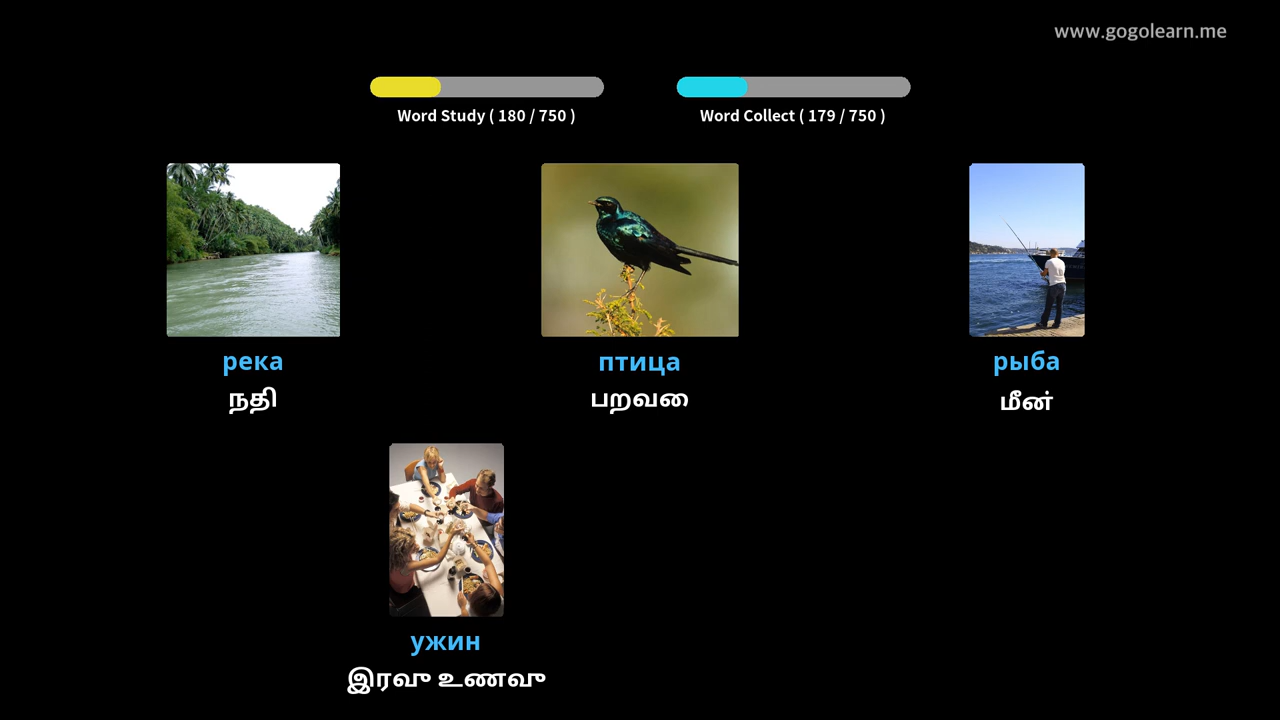 www.gogolearn.me
Word Study ( 180 / 750 )
Word Collect ( 179 / 750 )
река
птица
рыба
நதி
பறவை
மீன்
ужин
இரவு உணவு